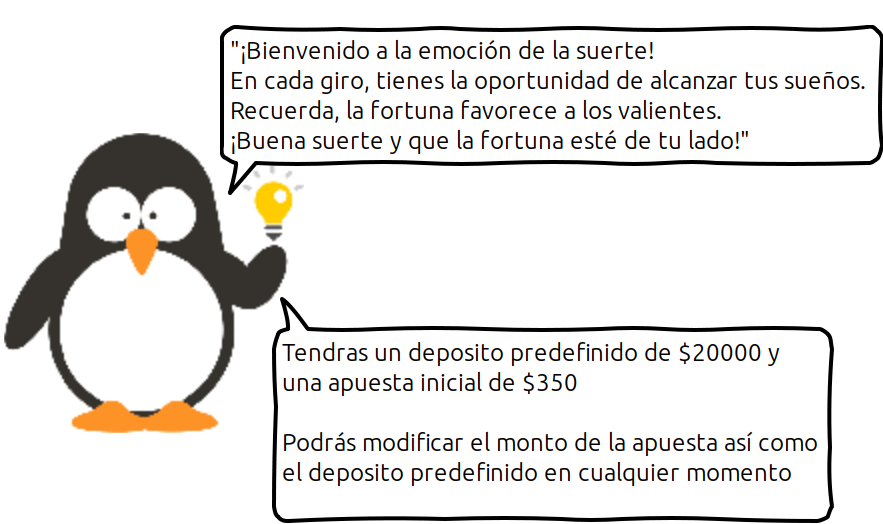 "¡Bienvenido a la emoción de la suerte!
En cada giro, tienes la oportunidad de alcanzar tus sueños.
Recuerda, la fortuna favorece a los valientes.
¡Buena suerte y que la fortuna esté de tu lado!"
Tendras un deposito predefinido de $20000 y
una apuesta inicial de $350
Podrás modificar el monto de la apuesta así como
el deposito predefinido en cualquier momento